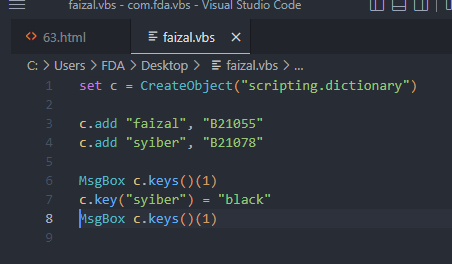 faizal.vbs - com.fda.vbs - Visual Studio Code
63.html
faizal.vbs
C: > Users > FDA > Desktop > faizal.vbs > ...
1 set c = CreateObject("scripting.dictionary")
2
3 c.add "faizal", "B21055"
4 c.add "syiber", "B21078"
5
6 MsgBox c.keys()(1)
7 c.key("syiber") = "black"
8 MsgBox c.keys()(1)
9